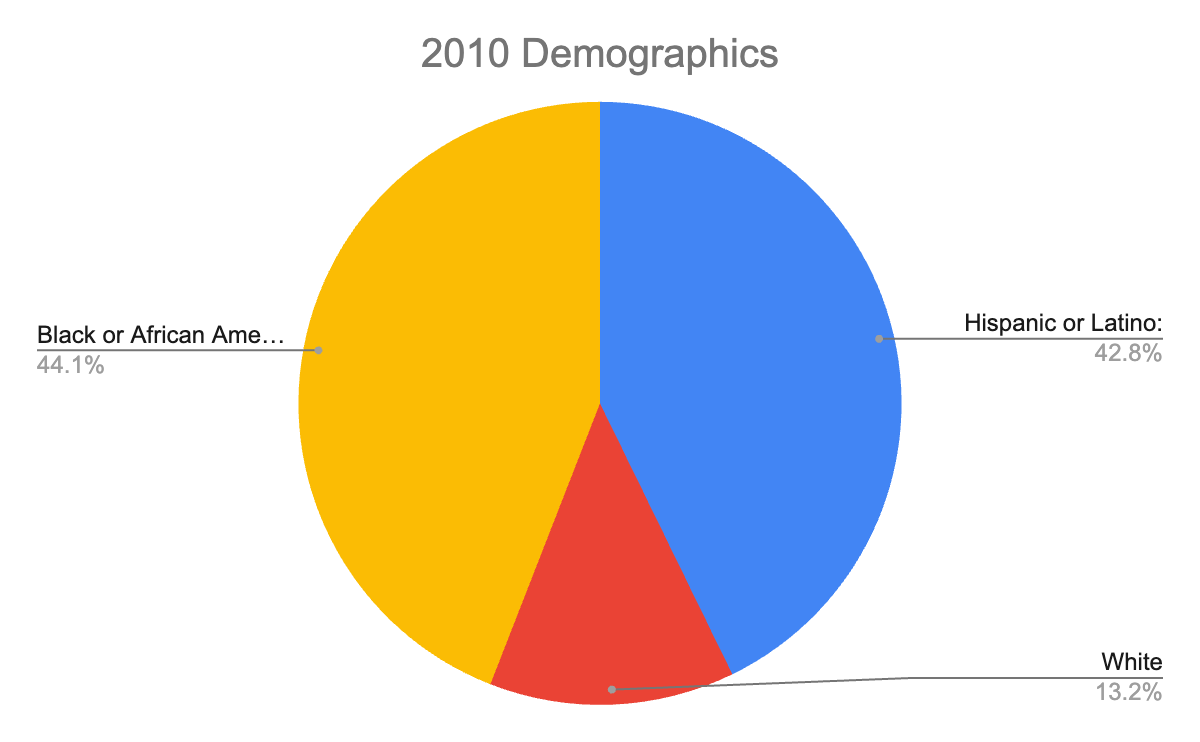 2010 Demographics
Black or African Ame…
44.1%
Hispanic or Latino:
42.8%
White
13.2%